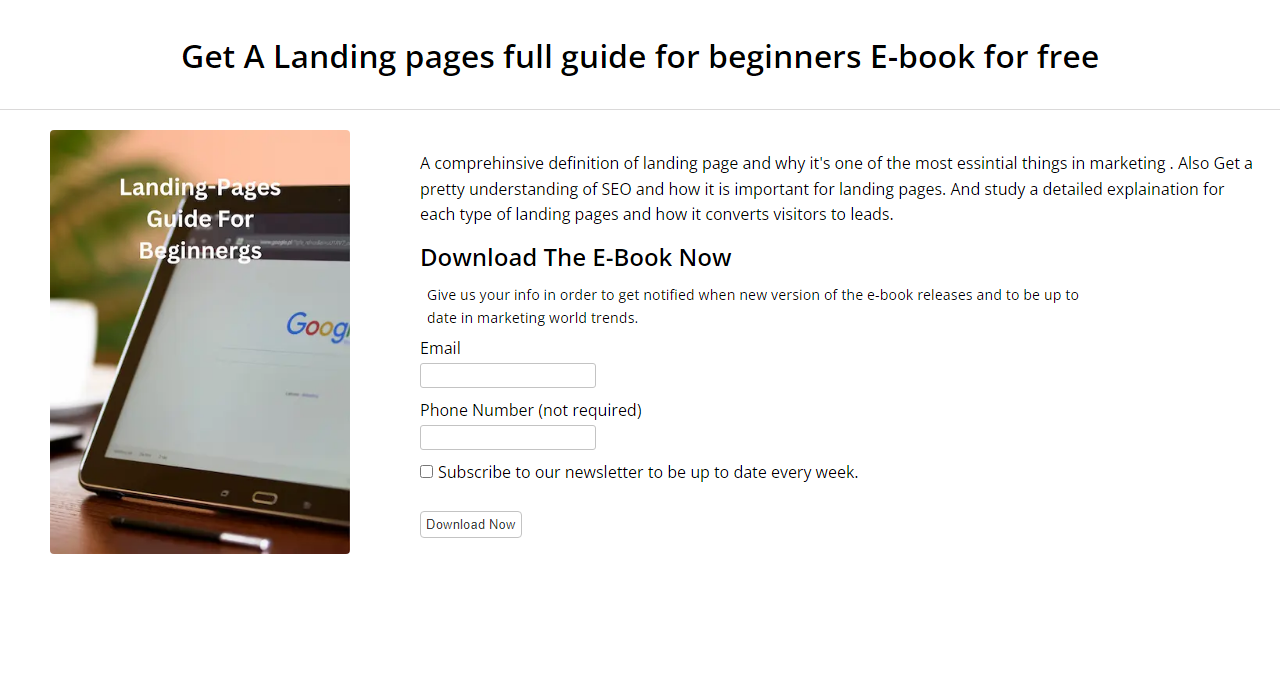 Get A Landing pages full guide for beginners E-book for free
Landing-Pages
Guide For
Beginnergs
Google
A comprehinsive definition of landing page and why it's one of the most essintial things in marketing . Also Get a
pretty understanding of SEO and how it is important for landing pages. And study a detailed explaination for
each type of landing pages and how it converts visitors to leads.
Download The E-Book Now
Give us your info in order to get notified when new version of the e-book releases and to be up to
date in marketing world trends.
Email
Phone Number (not required)
Subscribe to our newsletter to be up to date every week.
Download Now